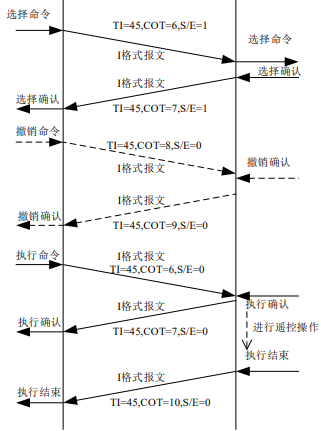 选择命令
TI=45,COT=6,S/E=1
选择命令
I格式报文
选择确认
TI=45,COT=7,S/E=1
I格式报文
选择确认
撤销命令
TI=45,COT=8,S/E=0
撤销确认
I格式报文
I格式报文
撤销确认
TI=45,COT=9,S/E=0
执行命令
I格式报文
TI=45,COT=6,S/E=0
执行确认
I格式报文
执行确认
TI=45,COT=7,S/E=0
进行遥控操作
执行结束
I格式报文
执行结束
TI=45,COT=10,S/E=0